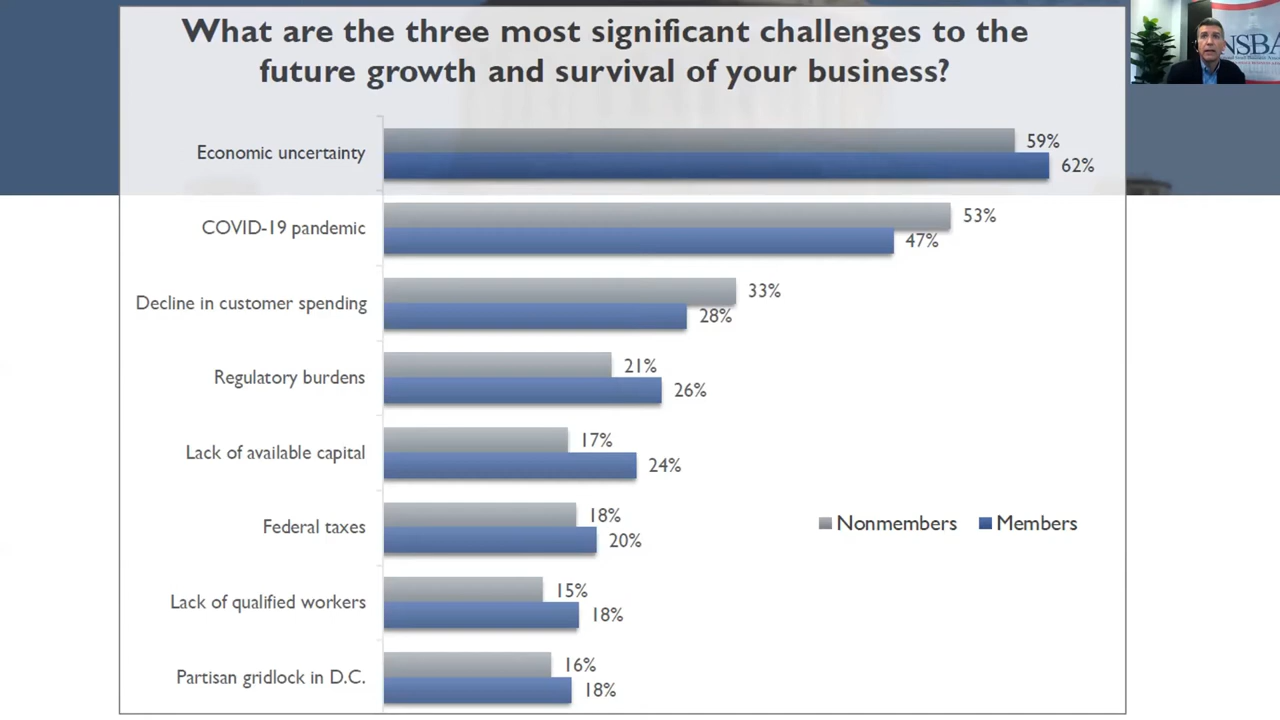 What are the three most significant challenges to the
future growth and survival of your business?
Economic uncertainty
59%
62%
COVID-19 pandemic
53%
47%
Decline in customer spending
33%
28%
Regulatory burdens
21%
26%
Lack of available capital
17%
24%
Federal taxes
18%
20%
Lack of qualified workers
15%
18%
Partisan gridlock in D.C.
16%
18%
Nonmembers
Members
NSBA